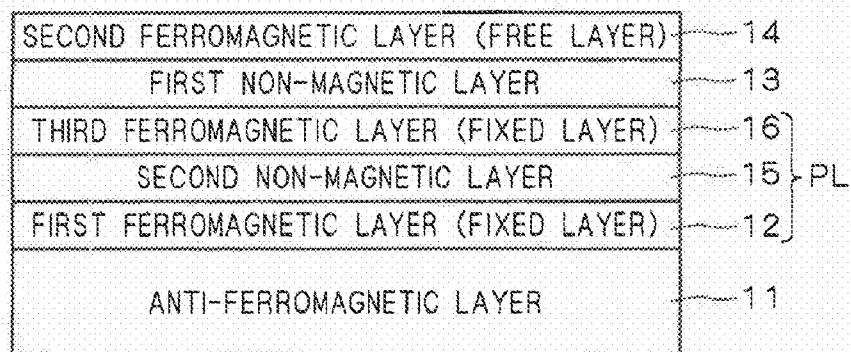 SECOND FERROMAGNETIC LAYER (FREE LAYER) 14
FIRST NON-MAGNETIC LAYER 13
THIRD FERROMAGNETIC LAYER (FIXED LAYER) 16
SECOND NON-MAGNETIC LAYER 15 PL
FIRST FERROMAGNETIC LAYER (FIXED LAYER) 12
ANTI-FERROMAGNETIC LAYER 11